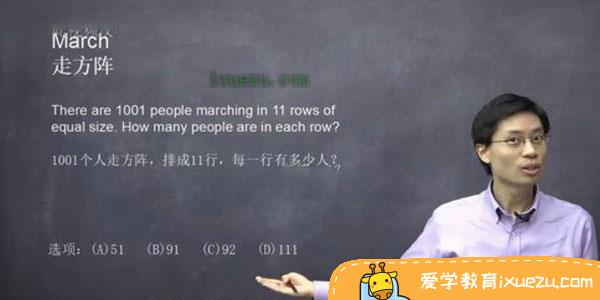 March
走方阵
ixuezu.com
There are 1001 people marching in 11 rows of
equal size. How many people are in each row?
1001个人走方阵，排成11行，每一行有多少人？
选项：(A)51 (B)91 (C)92 (D)111
爱学教育ixuezu.com